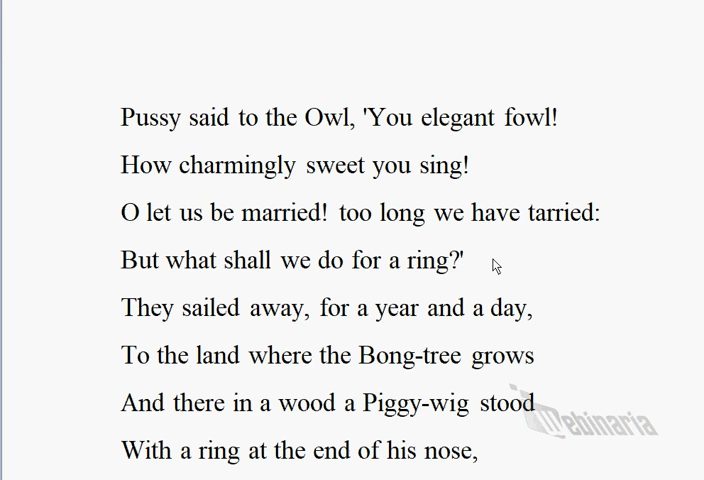 Pussy said to the Owl, 'You elegant fowl!
How charmingly sweet you sing!
O let us be married! too long we have tarried:
But what shall we do for a ring?'
They sailed away, for a year and a day,
To the land where the Bong-tree grows
And there in a wood a Piggy-wig stood
Webinaria
With a ring at the end of his nose,